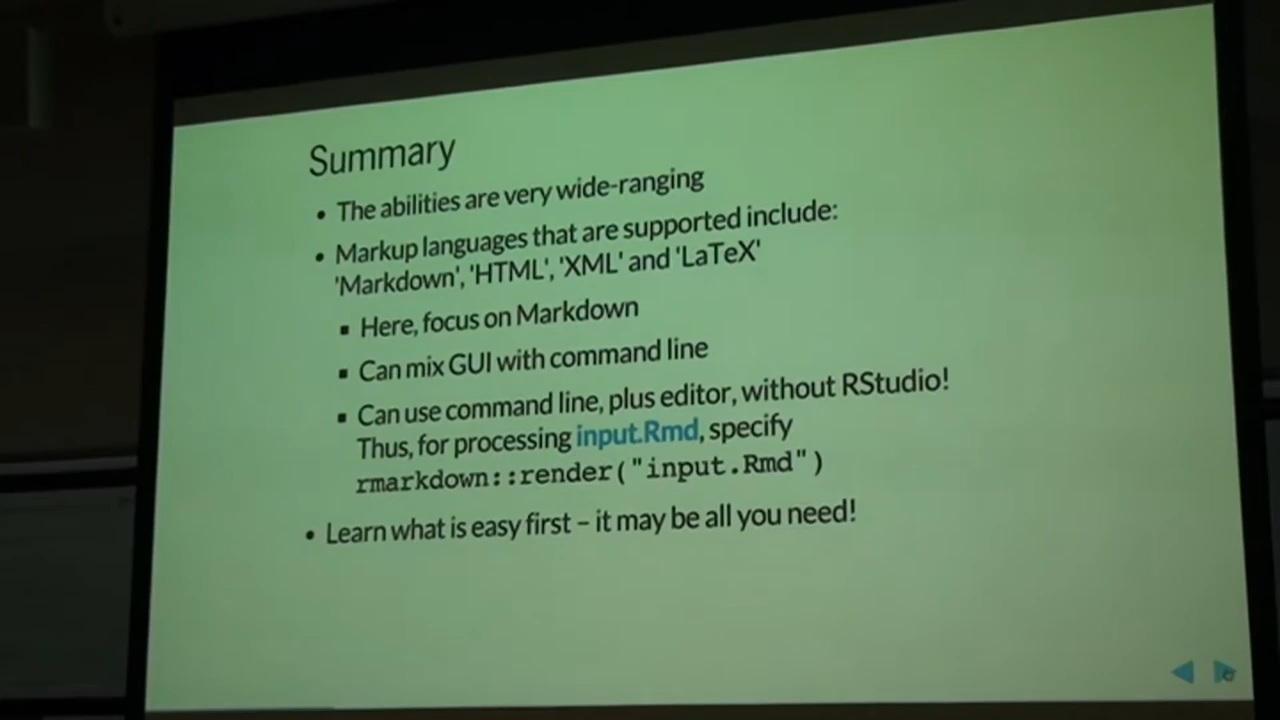 Summary
• The abilities are very wide-ranging
• Markup languages that are supported include:
'Markdown', 'HTML', 'XML' and 'LaTeX'
▪ Here, focus on Markdown
▪ Can mix GUI with command line
▪ Can use command line, plus editor, without RStudio!
Thus, for processing input.Rmd, specify
rmarkdown::render("input.Rmd")
• Learn what is easy first – it may be all you need!